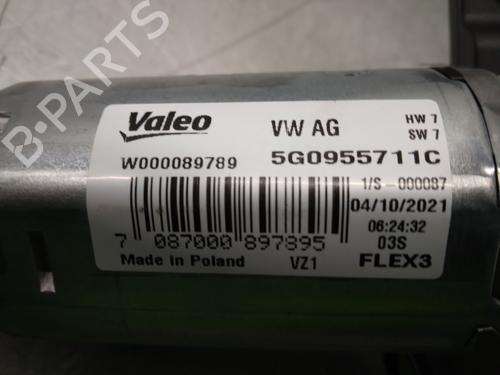 Valeo
VW AG
HW 7
SW 7
W000089789
5G0955711C
1/S-000087
04/10/2021
06:24:32
7 087000 897895
03S
Made in Poland
VZ1
FLEX3
B-PARTS